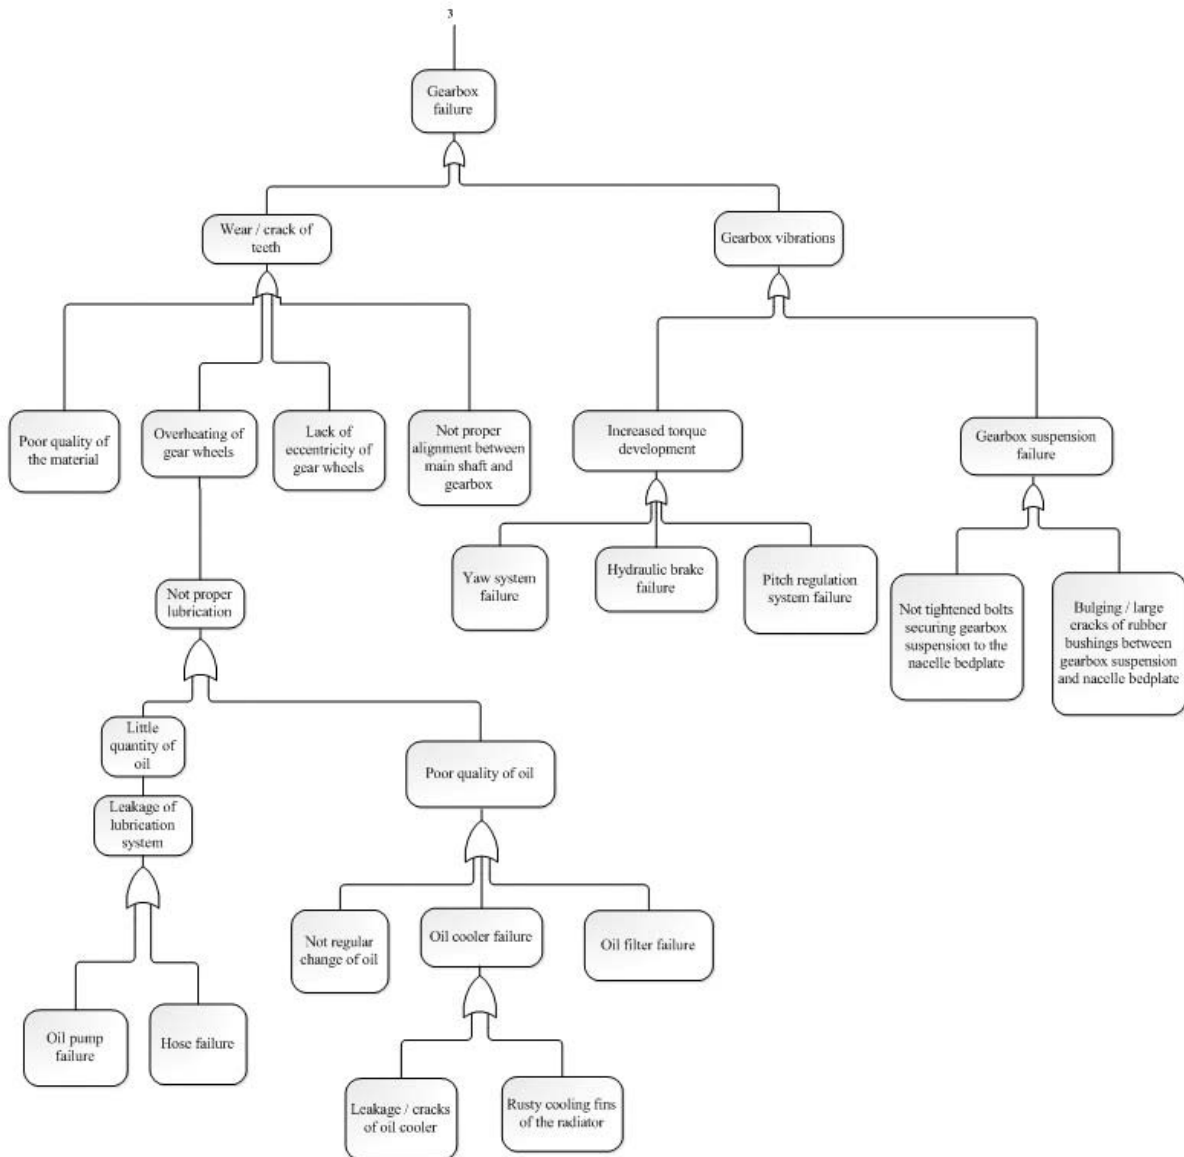 3
Gearbox
failure
Wear / crack of
teeth
Gearbox vibrations
Poor quality of
the material
Overheating of
gear wheels
Lack of
eccentricity of
gear wheels
Not proper
alignment between
main shaft and
gearbox
Increased torque
development
Gearbox suspension
failure
Yaw system
failure
Hydraulic brake
failure
Pitch regulation
system failure
Not tightened bolts
securing gearbox
suspension to the
nacelle bedplate
Bulging / large
cracks of rubber
bushings between
gearbox suspension
and nacelle bedplate
Not proper
lubrication
Little
quantity of
oil
Poor quality of oil
Leakage of
lubrication
system
Not regular
change of oil
Oil cooler failure
Oil filter failure
Oil pump
failure
Hose failure
Leakage / cracks
of oil cooler
Rusty cooling fins
of the radiator